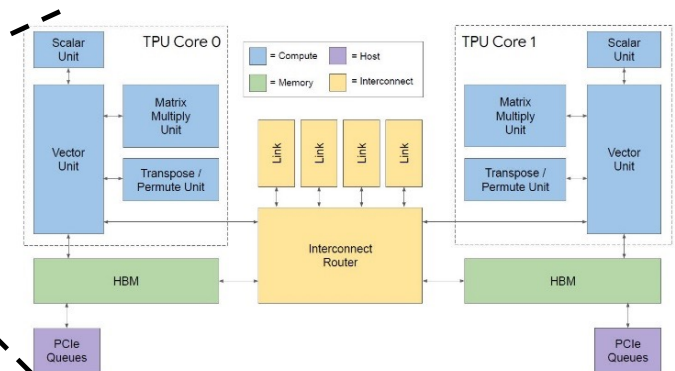 Scalar
Unit
TPU Core 0
= Compute
= Host
= Memory
= Interconnect
TPU Core 1
Scalar
Unit
Vector
Unit
Matrix
Multiply
Unit
Transpose /
Permute Unit
Link
Link
Link
Link
Matrix
Multiply
Unit
Transpose /
Permute Unit
Vector
Unit
Interconnect
Router
HBM
HBM
PCIe
Queues
PCIe
Queues